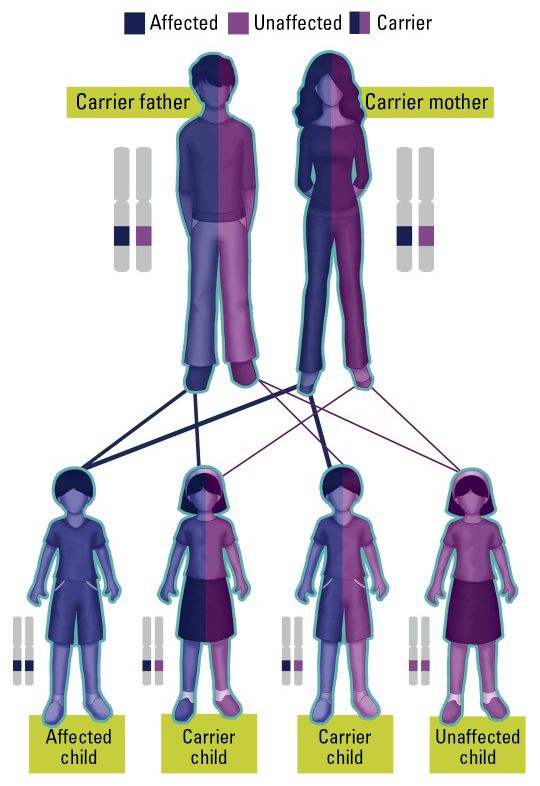 Affected Unaffected Carrier
Carrier father
Carrier mother
Affected
child
Carrier
child
Carrier
child
Unaffected
child